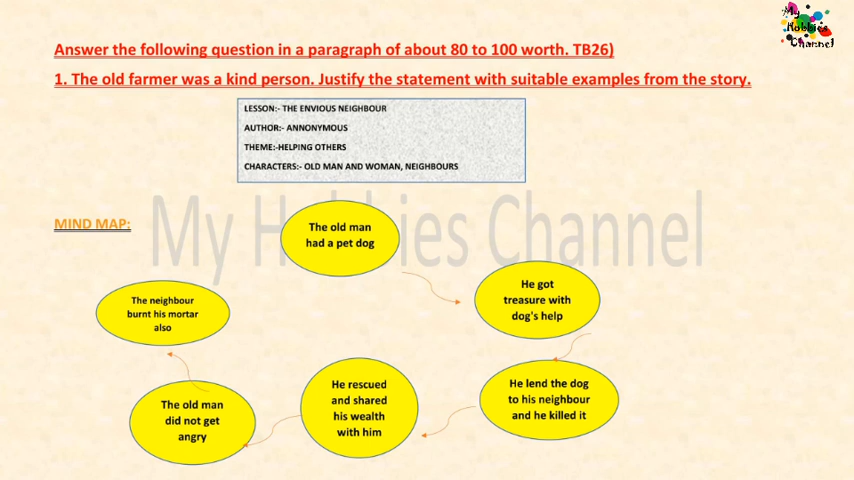 My
Hobbies
Channel
Answer the following question in a paragraph of about 80 to 100 worth. TB26)
1. The old farmer was a kind person. Justify the statement with suitable examples from the story.
LESSON:- THE ENVIOUS NEIGHBOUR
AUTHOR:- ANNONYMOUS
THEME:-HELPING OTHERS
CHARACTERS:- OLD MAN AND WOMAN, NEIGHBOURS
My Hobbies Channel
MIND MAP:
The old man
had a pet dog
He got
treasure with
dog's help
He lend the dog
to his neighbour
and he killed it
He rescued
and shared
his wealth
with him
The old man
did not get
angry
The neighbour
burnt his mortar
also